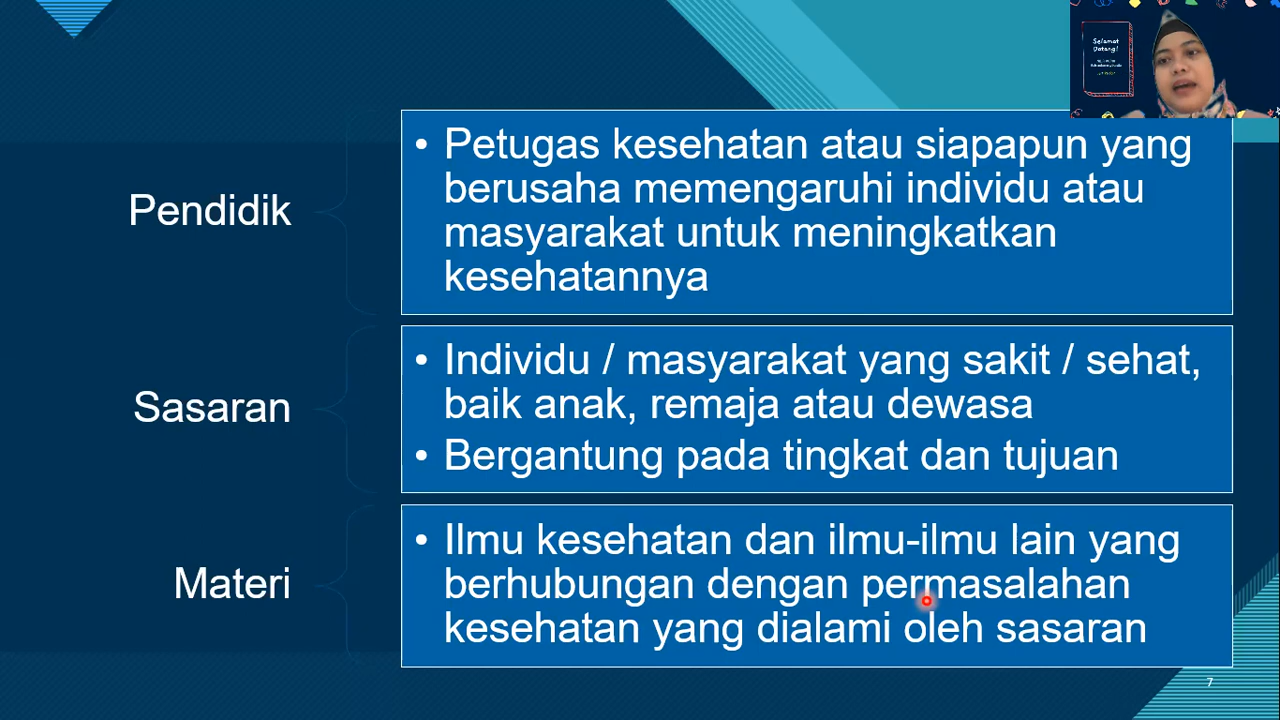 Selamat
Datang!
Pendidik
• Petugas kesehatan atau siapapun yang
berusaha memengaruhi individu atau
masyarakat untuk meningkatkan
kesehatannya
Sasaran
• Individu / masyarakat yang sakit / sehat,
baik anak, remaja atau dewasa
• Bergantung pada tingkat dan tujuan
Materi
• Ilmu kesehatan dan ilmu-ilmu lain yang
berhubungan dengan permasalahan
kesehatan yang dialami oleh sasaran
7